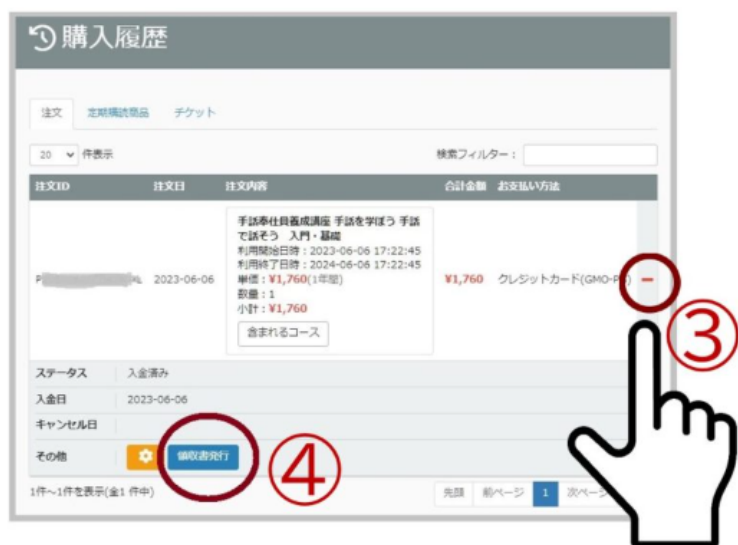 購入履歴
注文 定期購読商品 チケット
20 件表示 検索フィルター：
注文ID 注文日 注文内容 合計金額 お支払い方法
手話奉仕員養成講座 手話を学ぼう 手話
で話そう 入門・基礎
利用開始日時：2023-06-06 17:22:45
利用終了日時：2024-06-06 17:22:45
P 2023-06-06 単価：¥1,760(1年間) ¥1,760 クレジットカード(GMO-P )
数量：1
小計：¥1,760
含まれるコース
③
ステータス 入金済み
入金日 2023-06-06
キャンセル日
その他 領収書発行
④
1件～1件を表示(全1 件中) 先頭 前ページ 1 次ページ